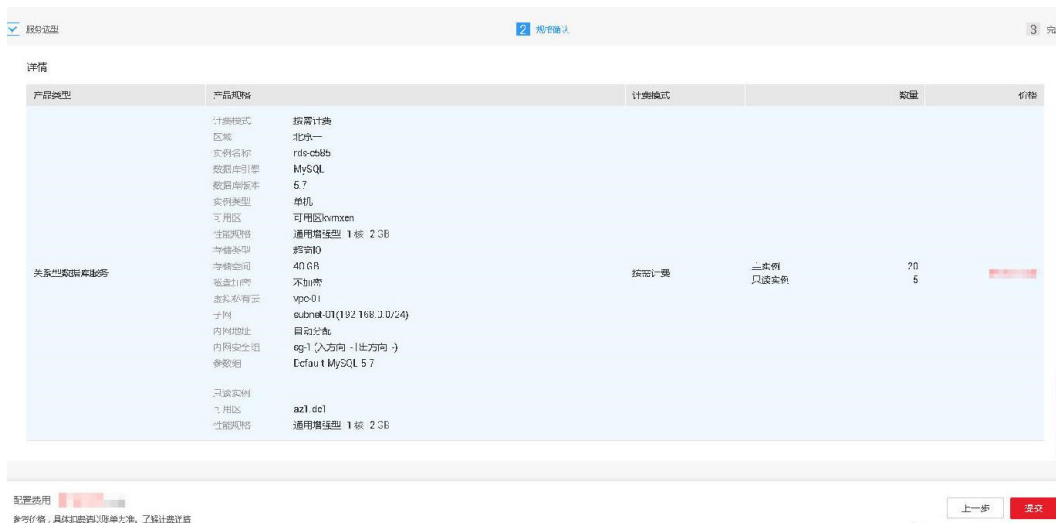 服务选型
2 规格确认
3 完
详情
产品类型 产品规格 计费模式 数量 价格
计费模式 按需计费
区域 北京一
实例名称 rds-c585
数据库引擎 MySQL
数据库版本 5.7
实例类型 单机
可用区 可用区kvmxen
性能规格 通用增强型 1 核 2 GB
存储类型 超高IO
存储空间 40 GB
磁盘加密 不加密
虚拟私有云 vpc-01
子网 subnet-01(192.168.0.0/24)
内网地址 自动分配
内网安全组 sg-1 (入方向 - | 出方向 -)
参数组 Default-MySQL-5.7
关系型数据库服务 按需计费 主实例 20
只读实例 5
只读实例
可用区 az1.dc1
性能规格 通用增强型 1 核 2 GB
配置费用
参考价格，具体扣费请以账单为准。了解计费详情
上一步 提交